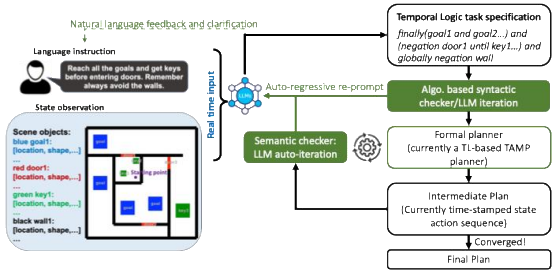 Natural language feedback and clarification
Language instruction
Reach all the goals and get keys
before entering doors. Remember
always avoid the walls.
State observation
Scene objects:
blue goal1:
[location, shape,...]
...
red door1:
[location, shape,...]
...
green key1:
[location, shape,...]
...
black wall1:
[location, shape,...]
goal
Starting point
goal
goal
goal
Real time input
LLMs
Auto-regressive re-prompt
Semantic checker:
LLM auto-iteration
Temporal Logic task specification
finally(goal1 and goal2...) and
(negation door1 until key1...) and
globally negation wall
Algo. based syntactic
checker/LLM iteration
Formal planner
(currently a TL-based TAMP
planner)
Intermediate Plan
(Currently time-stamped state
action sequence)
Converged!
Final Plan